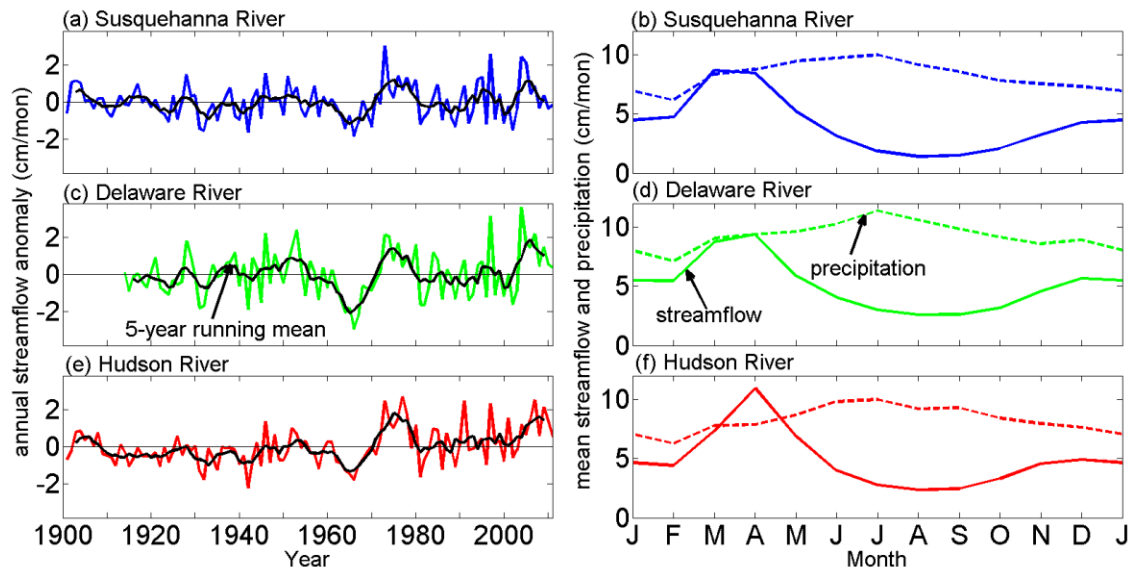 (a) Susquehanna River
2
0
-2
(c) Delaware River
2
0
-2
5-year running mean
(e) Hudson River
2
0
-2
1900 1920 1940 1960 1980 2000
Year
annual streamflow anomaly (cm/mon)
(b) Susquehanna River
10
5
0
(d) Delaware River
10
5
0
precipitation
streamflow
(f) Hudson River
10
5
0
J F M A M J J A S O N D J
Month
mean streamflow and precipitation (cm/mon)